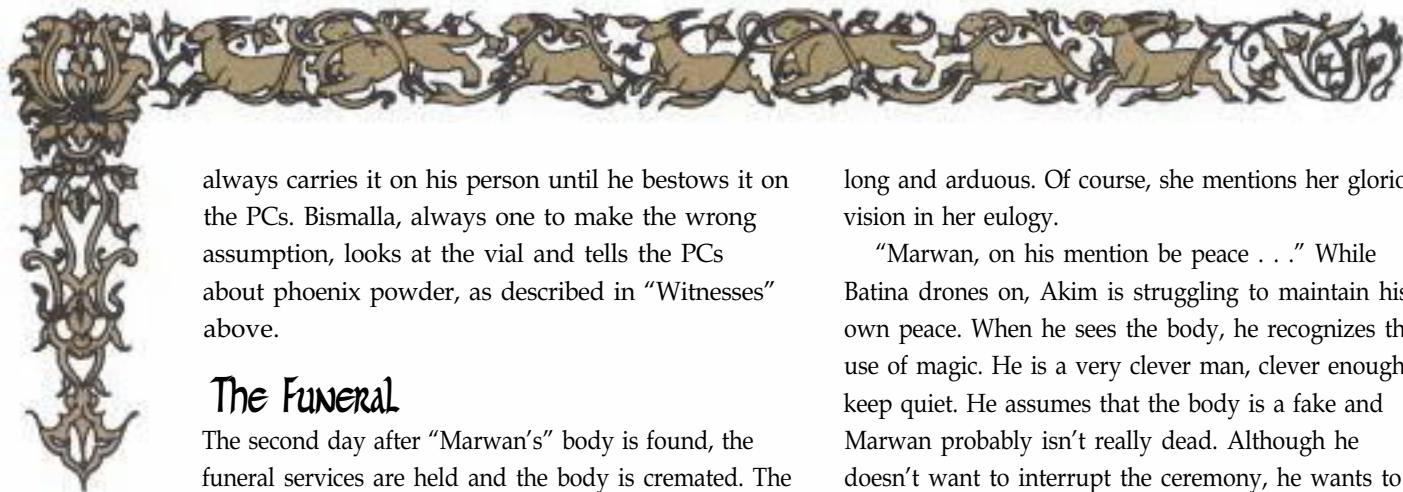 always carries it on his person until he bestows it on
the PCs. Bismalla, always one to make the wrong
assumption, looks at the vial and tells the PCs
about phoenix powder, as described in “Witnesses”
above.
The Funeral
The second day after “Marwan’s” body is found, the
funeral services are held and the body is cremated. The
long and arduous. Of course, she mentions her
vision in her eulogy.
“Marwan, on his mention be peace . . .” While
Batina drones on, Akim is struggling to maintain his
own peace. When he sees the body, he recognizes
use of magic. He is a very clever man, clever enough
keep quiet. He assumes that the body is a fake and
Marwan probably isn’t really dead. Although he
doesn’t want to interrupt the ceremony, he wants to